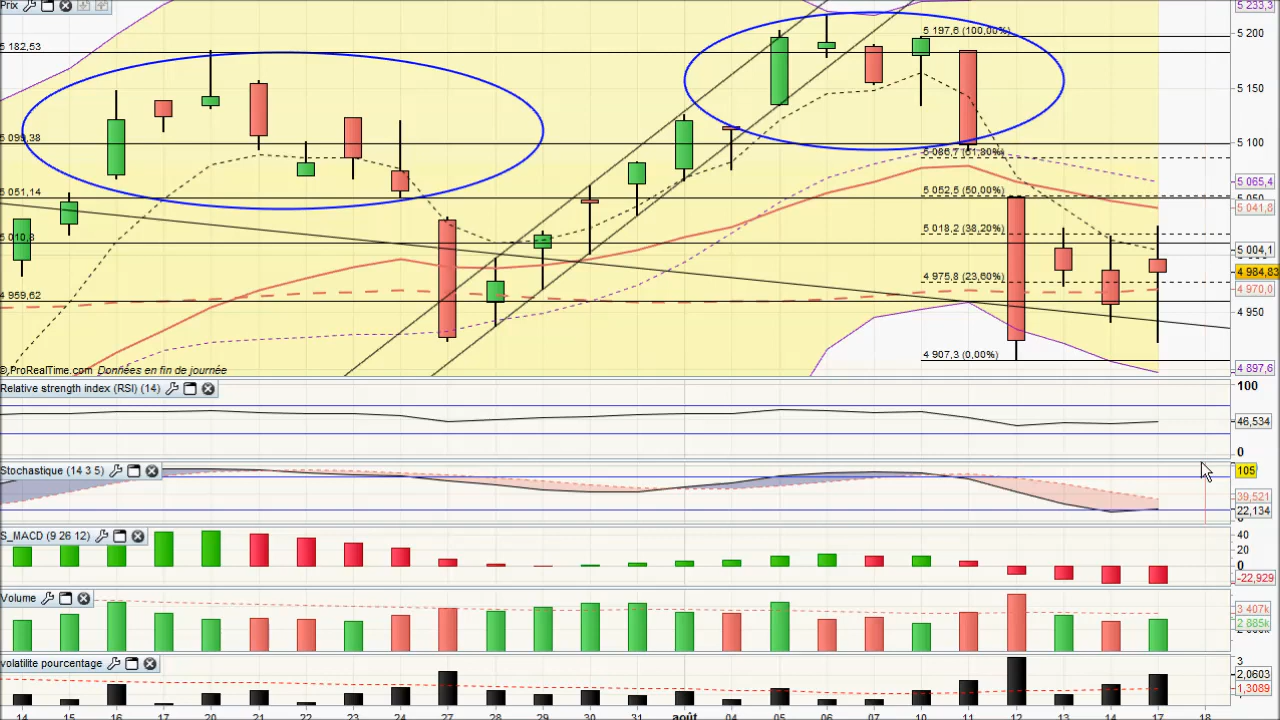 Prix
5 233,3
5 200
5 197,6 (100,00%)
5 182,53
5 150
5 099,38
5 100
5 086,7 (61,80%)
5 065,4
5 051,14
5 052,5 (50,00%)
5 050
5 041,8
5 018,2 (38,20%)
5 010,8
5 004,1
4 984,83
4 975,8 (23,60%)
4 970,0
4 959,62
4 950
4 907,3 (0,00%)
© ProRealTime.com Données en fin de journée
4 897,6
Relative strength index (RSI) (14)
100
46,534
0
Stochastique (14 3 5)
105
39,521
22,134
S_MACD (9 26 12)
40
20
0
-22,929
Volume
3 407k
2 885k
volatilite pourcentage
3
2,0603
1,3089
14 15 16 17 20 21 22 23 24 27 28 29 30 31 août 04 05 06 07 10 11 12 13 14 17 18